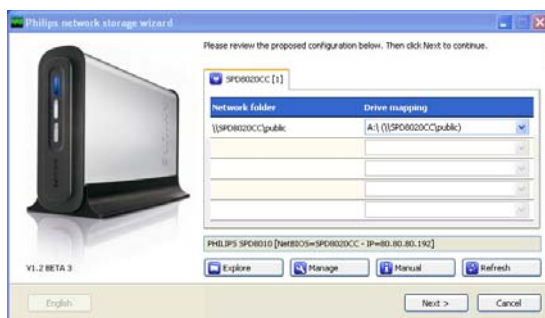 Philips network storage wizard
Please review the proposed configuration below. Then click Next to continue.
SPD8020CC [1]
Network folder
Drive mapping
\\SPD8020CC\public
A:\ (\\SPD8020CC\public)
PHILIPS SPD8010 [NetBIOS=SPD8020CC - IP=80.80.80.192]
V1.2 BETA 3
Explore
Manage
Manual
Refresh
English
Next >
Cancel